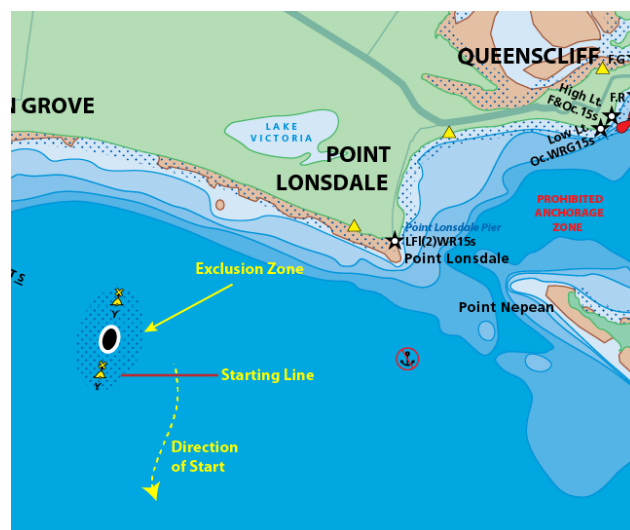 QUEENSCLIFF
F.G
High Lt.
F&Oc.15s
F.R
N GROVE
LAKE
VICTORIA
Low Lt.
Oc.WRG15s
POINT
LONSDALE
PROHIBITED
ANCHORAGE
ZONE
Point Lonsdale Pier
LFl(2)WR15s
Point Lonsdale
Exclusion Zone
T S
Point Nepean
Y
Y
Starting Line
Direction
of Start